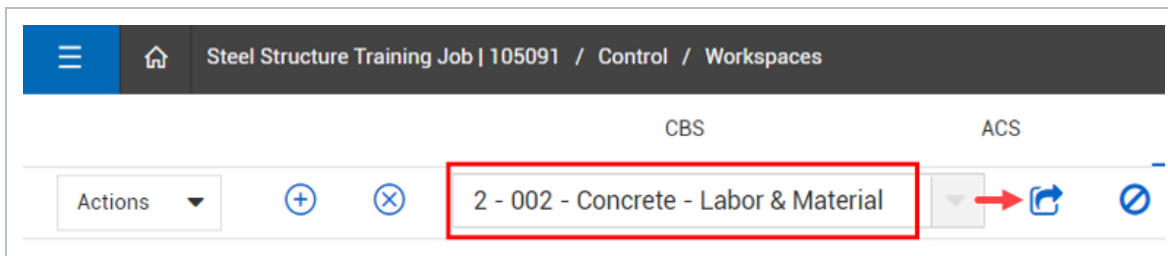 Steel Structure Training Job | 105091 / Control / Workspaces
CBS ACS
Actions 2 - 002 - Concrete - Labor & Material